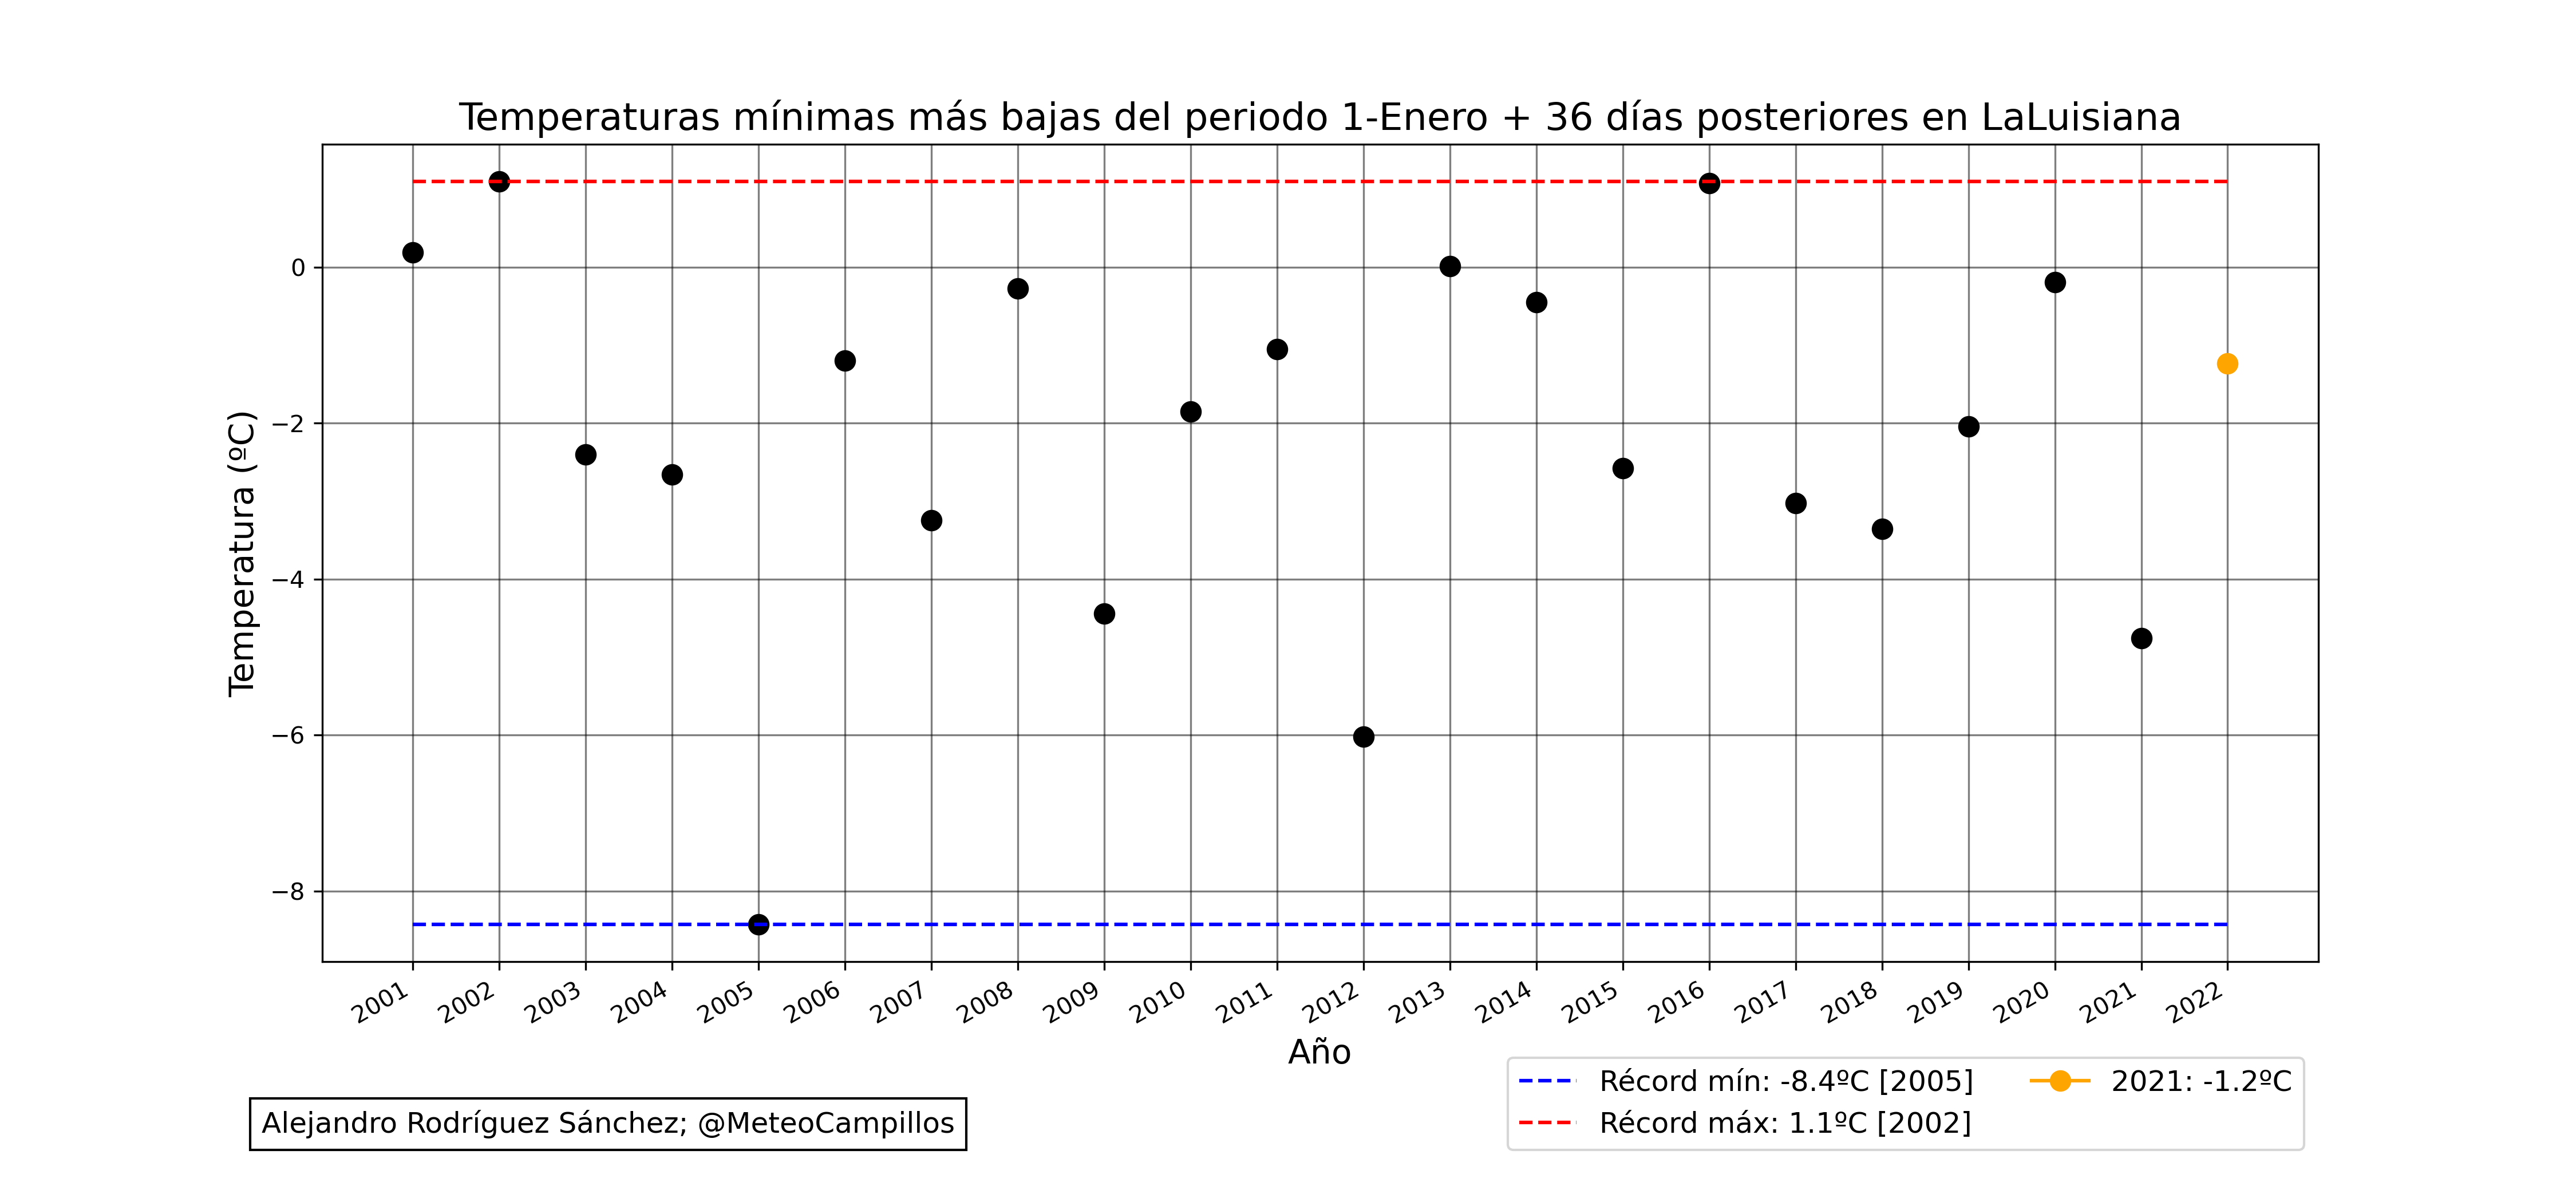 Temperaturas mínimas más bajas del periodo 1-Enero + 36 días posteriores en LaLuisiana
Temperatura (ºC)
0
−2
−4
−6
−8
2001 2002 2003 2004 2005 2006 2007 2008 2009 2010 2011 2012 2013 2014 2015 2016 2017 2018 2019 2020 2021 2022
Año
Récord mín: -8.4ºC [2005]
Récord máx: 1.1ºC [2002]
2021: -1.2ºC
Alejandro Rodríguez Sánchez; @MeteoCampillos